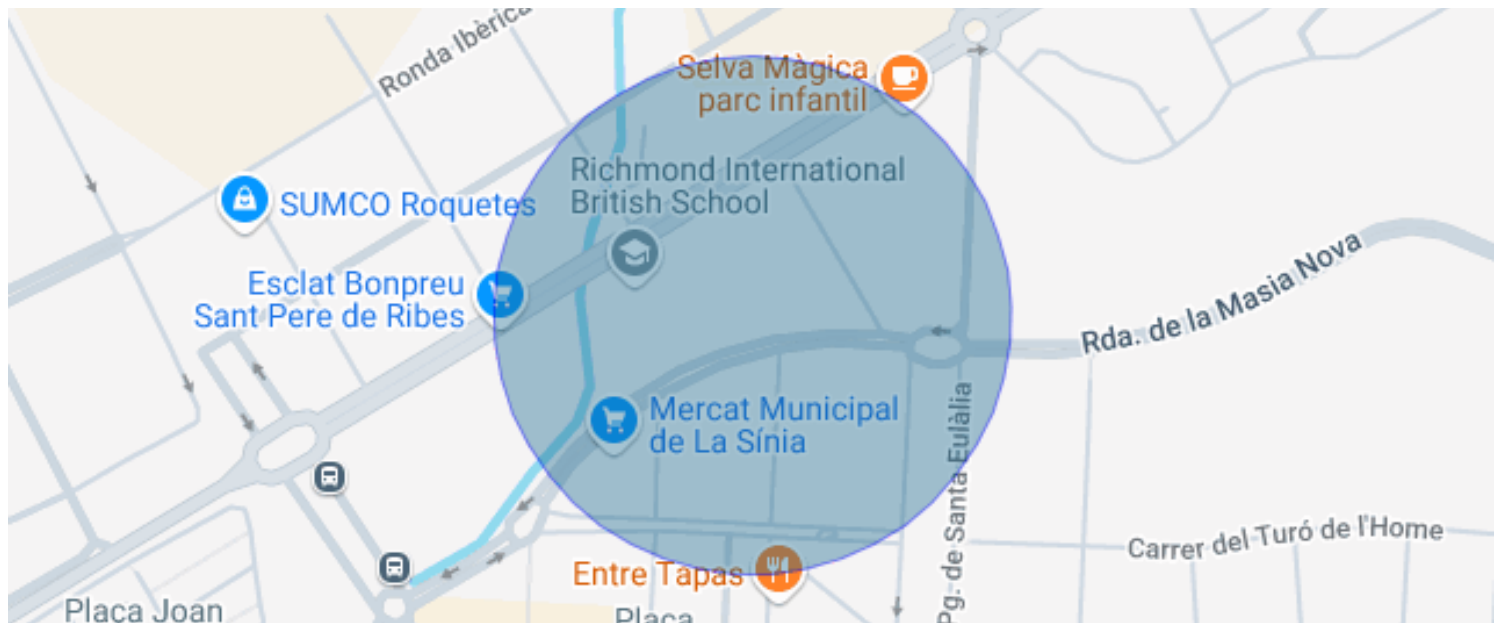 Ronda Ibèrica
Selva Màgica
parc infantil
Richmond International
British School
SUMCO Roquetes
Esclat Bonpreu
Sant Pere de Ribes
Rda. de la Masia Nova
Mercat Municipal
de La Sínia
Pg. de Santa Eulàlia
Carrer del Turó de l'Home
Entre Tapas
Plaça Joan
Plaça